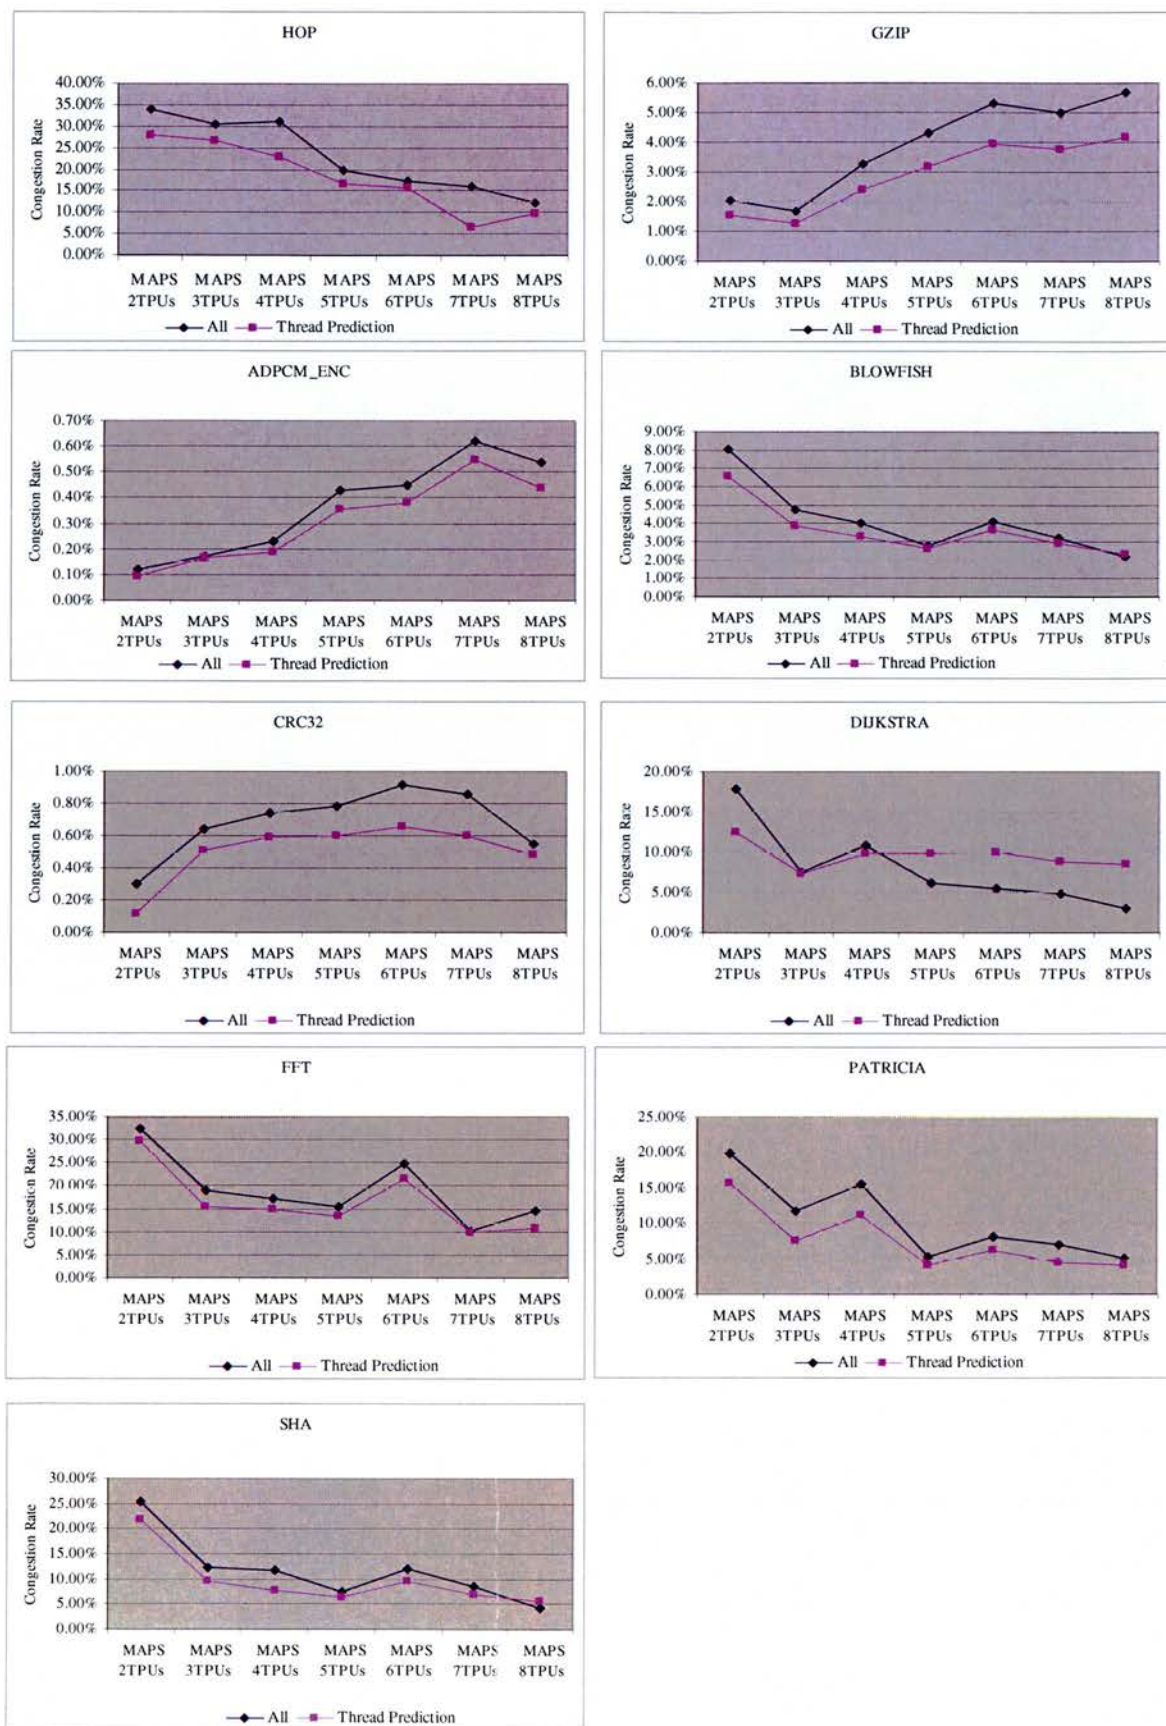 HOP
Congestion Rate
40.00%
35.00%
30.00%
25.00%
20.00%
15.00%
10.00%
5.00%
0.00%
MAPS MAPS MAPS MAPS MAPS MAPS MAPS
2TPUs 3TPUs 4TPUs 5TPUs 6TPUs 7TPUs 8TPUs
All Thread Prediction
GZIP
Congestion Rate
6.00%
5.00%
4.00%
3.00%
2.00%
1.00%
0.00%
MAPS MAPS MAPS MAPS MAPS MAPS MAPS
2TPUs 3TPUs 4TPUs 5TPUs 6TPUs 7TPUs 8TPUs
All Thread Prediction
ADPCM_ENC
Congestion Rate
0.70%
0.60%
0.50%
0.40%
0.30%
0.20%
0.10%
0.00%
MAPS MAPS MAPS MAPS MAPS MAPS MAPS
2TPUs 3TPUs 4TPUs 5TPUs 6TPUs 7TPUs 8TPUs
All Thread Prediction
BLOWFISH
Congestion Rate
9.00%
8.00%
7.00%
6.00%
5.00%
4.00%
3.00%
2.00%
1.00%
0.00%
MAPS MAPS MAPS MAPS MAPS MAPS MAPS
2TPUs 3TPUs 4TPUs 5TPUs 6TPUs 7TPUs 8TPUs
All Thread Prediction
CRC32
Congestion Rate
1.00%
0.80%
0.60%
0.40%
0.20%
0.00%
MAPS MAPS MAPS MAPS MAPS MAPS MAPS
2TPUs 3TPUs 4TPUs 5TPUs 6TPUs 7TPUs 8TPUs
All Thread Prediction
DIJKSTRA
Congestion Rate
20.00%
15.00%
10.00%
5.00%
0.00%
MAPS MAPS MAPS MAPS MAPS MAPS MAPS
2TPUs 3TPUs 4TPUs 5TPUs 6TPUs 7TPUs 8TPUs
All Thread Prediction
FFT
Congestion Rate
35.00%
30.00%
25.00%
20.00%
15.00%
10.00%
5.00%
0.00%
MAPS MAPS MAPS MAPS MAPS MAPS MAPS
2TPUs 3TPUs 4TPUs 5TPUs 6TPUs 7TPUs 8TPUs
All Thread Prediction
PATRICIA
Congestion Rate
25.00%
20.00%
15.00%
10.00%
5.00%
0.00%
MAPS MAPS MAPS MAPS MAPS MAPS MAPS
2TPUs 3TPUs 4TPUs 5TPUs 6TPUs 7TPUs 8TPUs
All Thread Prediction
SHA
Congestion Rate
30.00%
25.00%
20.00%
15.00%
10.00%
5.00%
0.00%
MAPS MAPS MAPS MAPS MAPS MAPS MAPS
2TPUs 3TPUs 4TPUs 5TPUs 6TPUs 7TPUs 8TPUs
All Thread Prediction